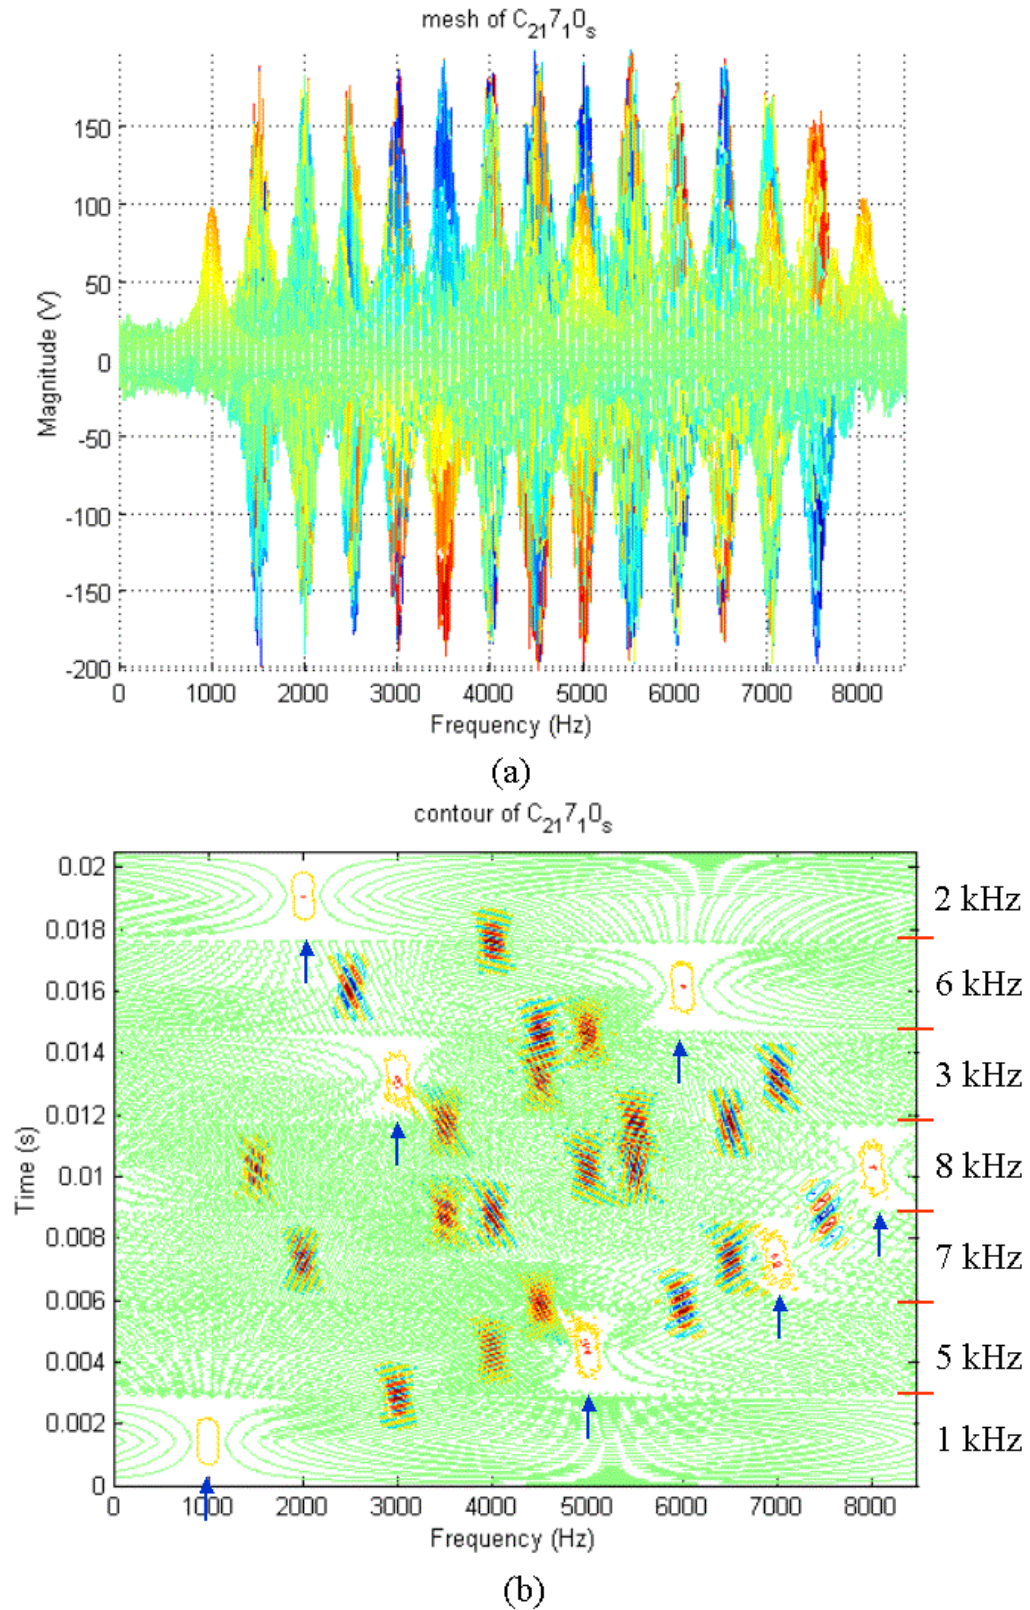 mesh of C₂₁7₁0ₛ
150
100
50
0
-50
-100
-150
-200
Magnitude (V)
0 1000 2000 3000 4000 5000 6000 7000 8000
Frequency (Hz)
(a)
contour of C₂₁7₁0ₛ
0.02
0.018
0.016
0.014
0.012
0.01
0.008
0.006
0.004
0.002
0
Time (s)
2 kHz
6 kHz
3 kHz
8 kHz
7 kHz
5 kHz
1 kHz
0 1000 2000 3000 4000 5000 6000 7000 8000
Frequency (Hz)
(b)